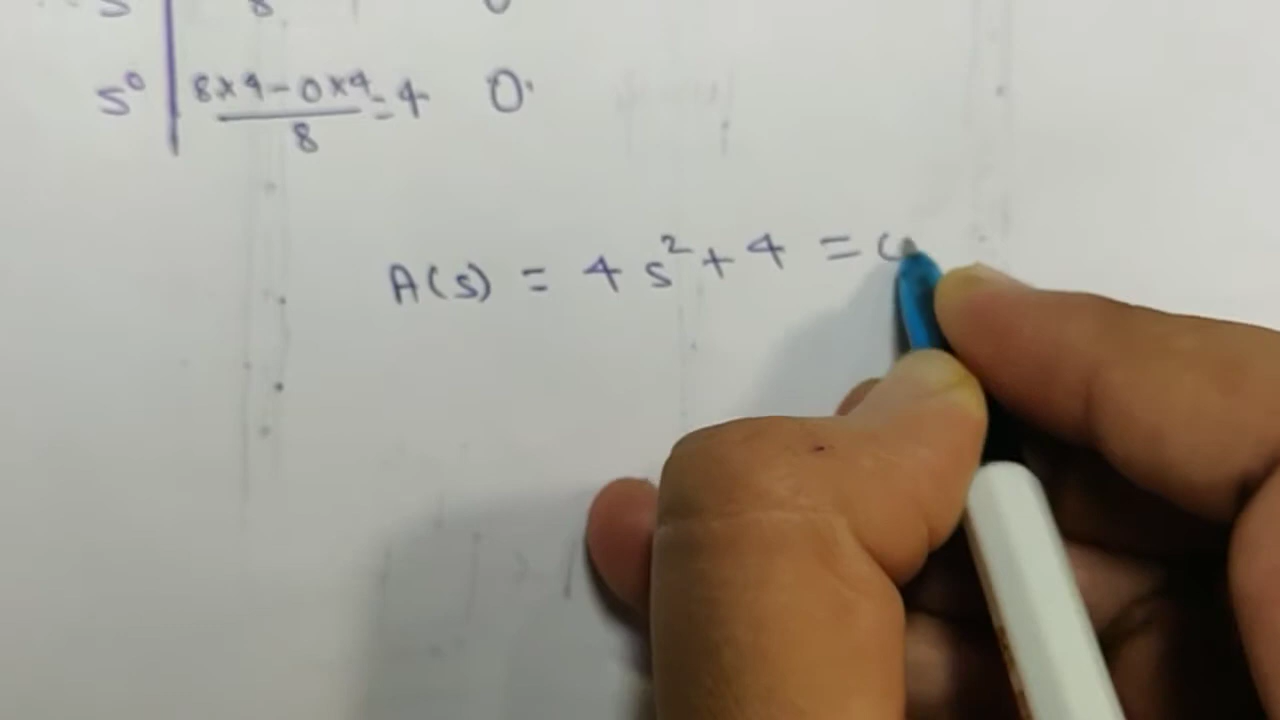 s⁰ | (8×4-0×4)/8 = 4 0
A(s) = 4s² + 4 =